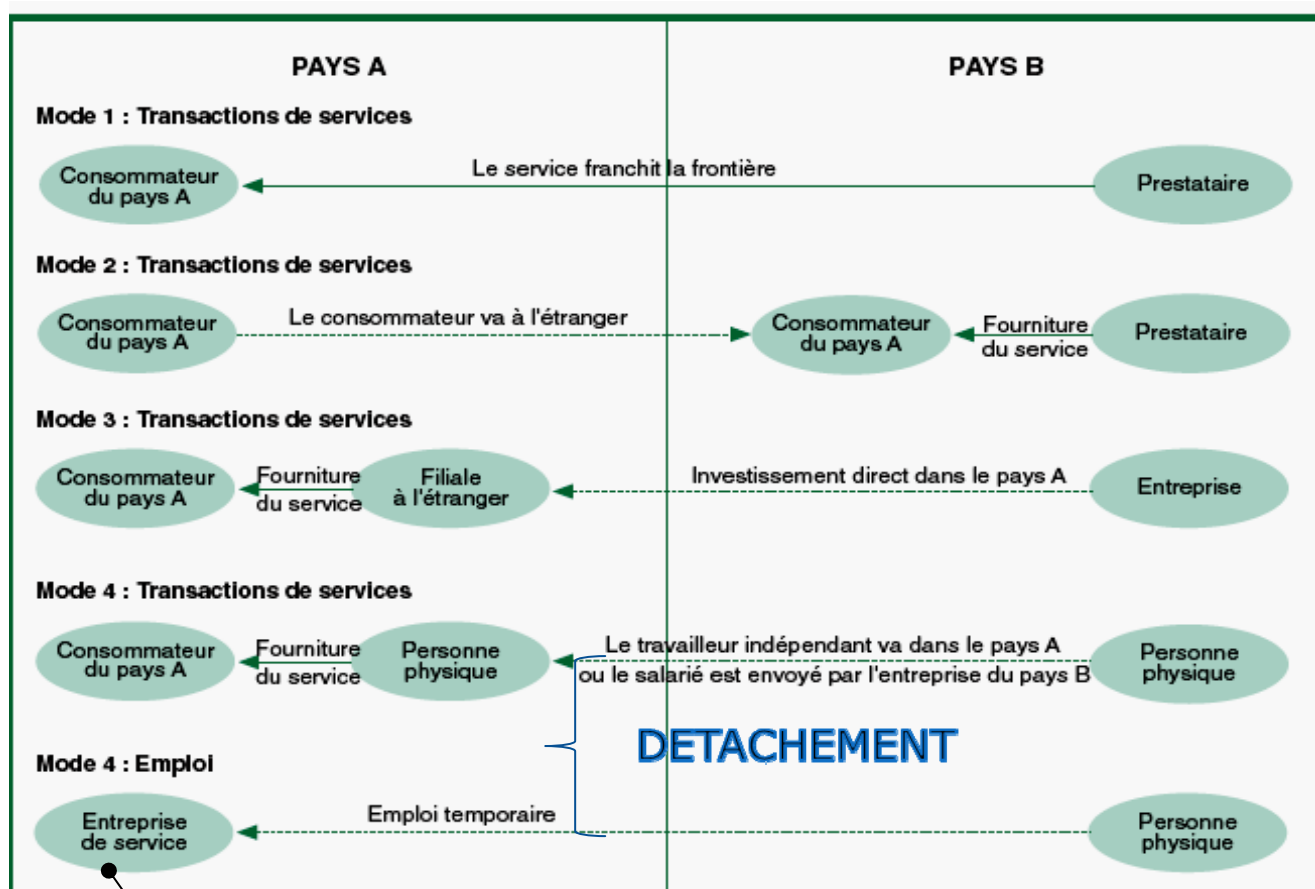 PAYS A
PAYS B
Mode 1 : Transactions de services
Consommateur
du pays A
Le service franchit la frontière
Prestataire
Mode 2 : Transactions de services
Consommateur
du pays A
Le consommateur va à l'étranger
Consommateur
du pays A
Fourniture
du service
Prestataire
Mode 3 : Transactions de services
Consommateur
du pays A
Fourniture
du service
Filiale
à l'étranger
Investissement direct dans le pays A
Entreprise
Mode 4 : Transactions de services
Consommateur
du pays A
Fourniture
du service
Personne
physique
Le travailleur indépendant va dans le pays A
ou le salarié est envoyé par l'entreprise du pays B
Personne
physique
DETACHEMENT
Mode 4 : Emploi
Entreprise
de service
Emploi temporaire
Personne
physique